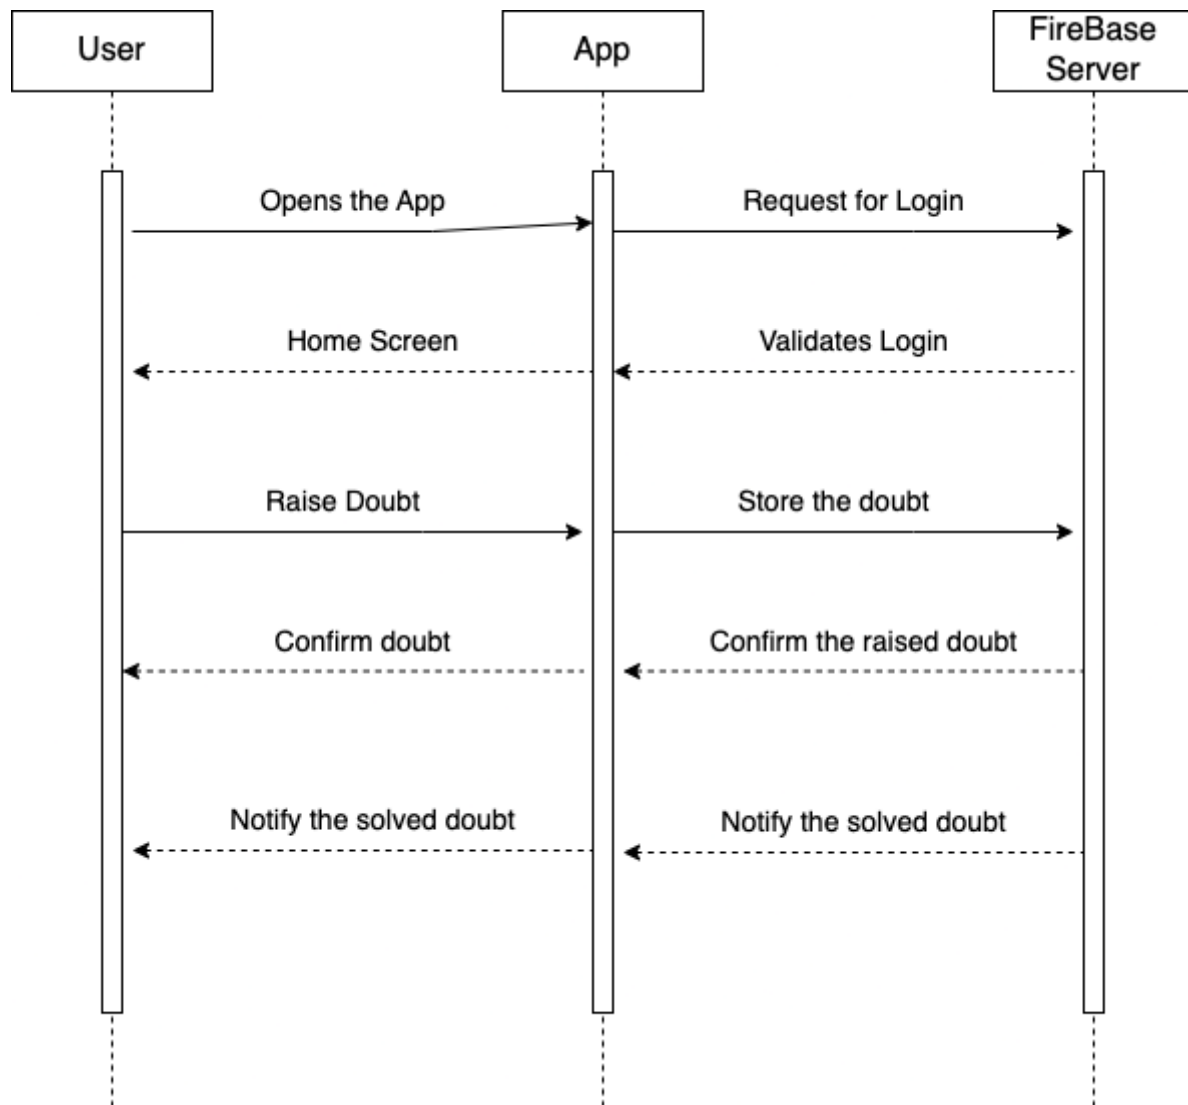 User
App
FireBase
Server
Opens the App
Request for Login
Home Screen
Validates Login
Raise Doubt
Store the doubt
Confirm doubt
Confirm the raised doubt
Notify the solved doubt
Notify the solved doubt